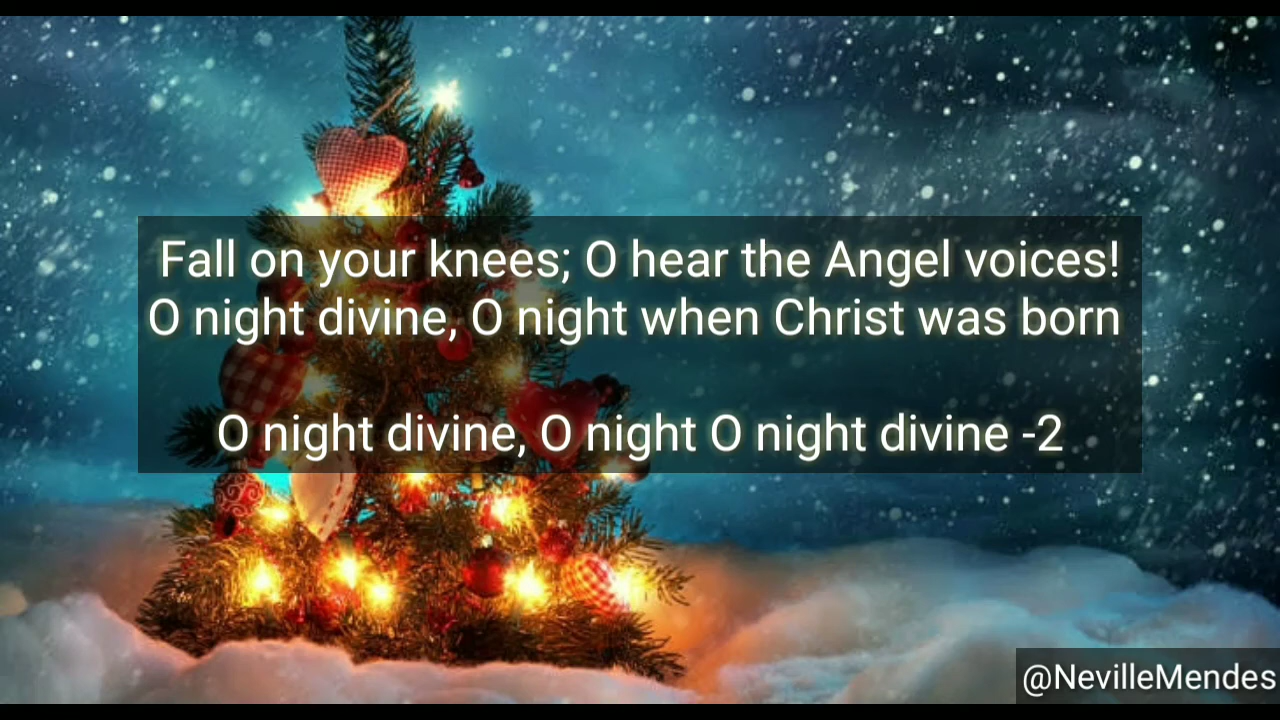 Fall on your knees; O hear the Angel voices!
O night divine, O night when Christ was born
O night divine, O night O night divine -2
@NevilleMendes